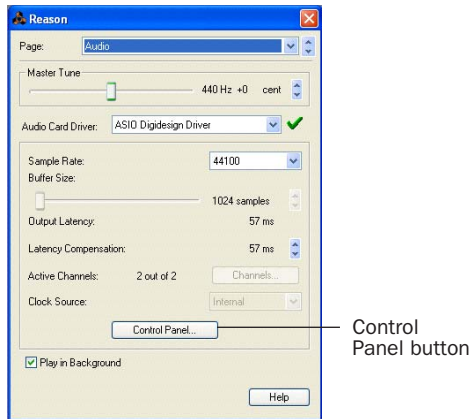 Reason
Page: Audio
Master Tune
440 Hz +0 cent
Audio Card Driver: ASIO Digidesign Driver
Sample Rate: 44100
Buffer Size:
1024 samples
Output Latency: 57 ms
Latency Compensation: 57 ms
Active Channels: 2 out of 2 Channels...
Clock Source: Internal
Control Panel...
Control
Panel button
Play in Background
Help